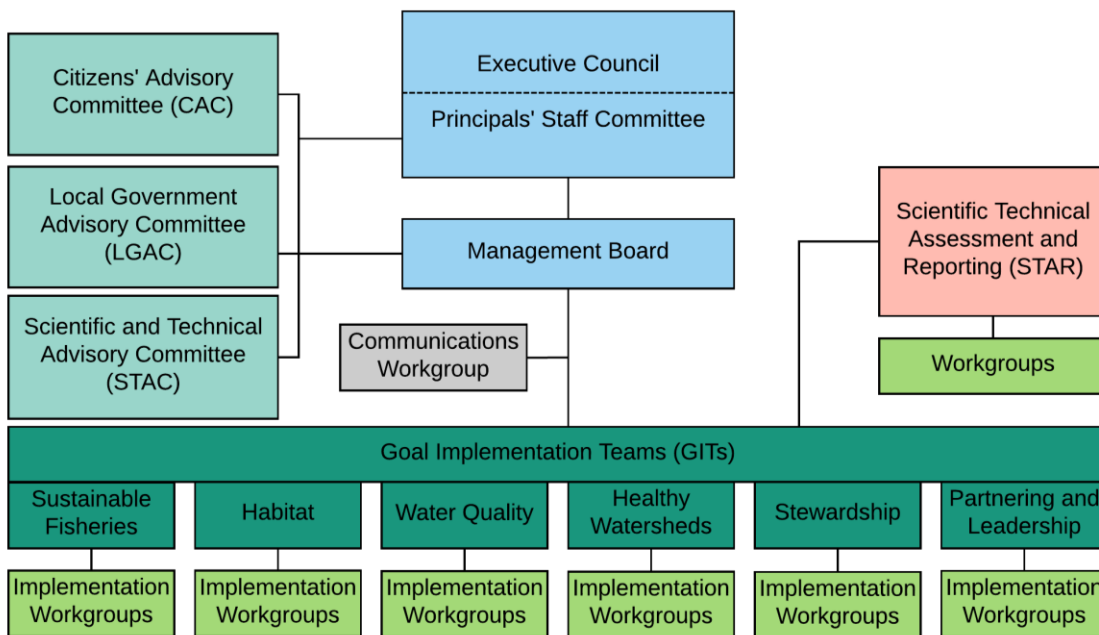 Citizens' Advisory
Committee (CAC)
Executive Council
Principals' Staff Committee
Local Government
Advisory Committee
(LGAC)
Management Board
Scientific Technical
Assessment and
Reporting (STAR)
Scientific and Technical
Advisory Committee
(STAC)
Communications
Workgroup
Workgroups
Goal Implementation Teams (GITs)
Sustainable
Fisheries
Habitat
Water Quality
Healthy
Watersheds
Stewardship
Partnering and
Leadership
Implementation
Workgroups
Implementation
Workgroups
Implementation
Workgroups
Implementation
Workgroups
Implementation
Workgroups
Implementation
Workgroups